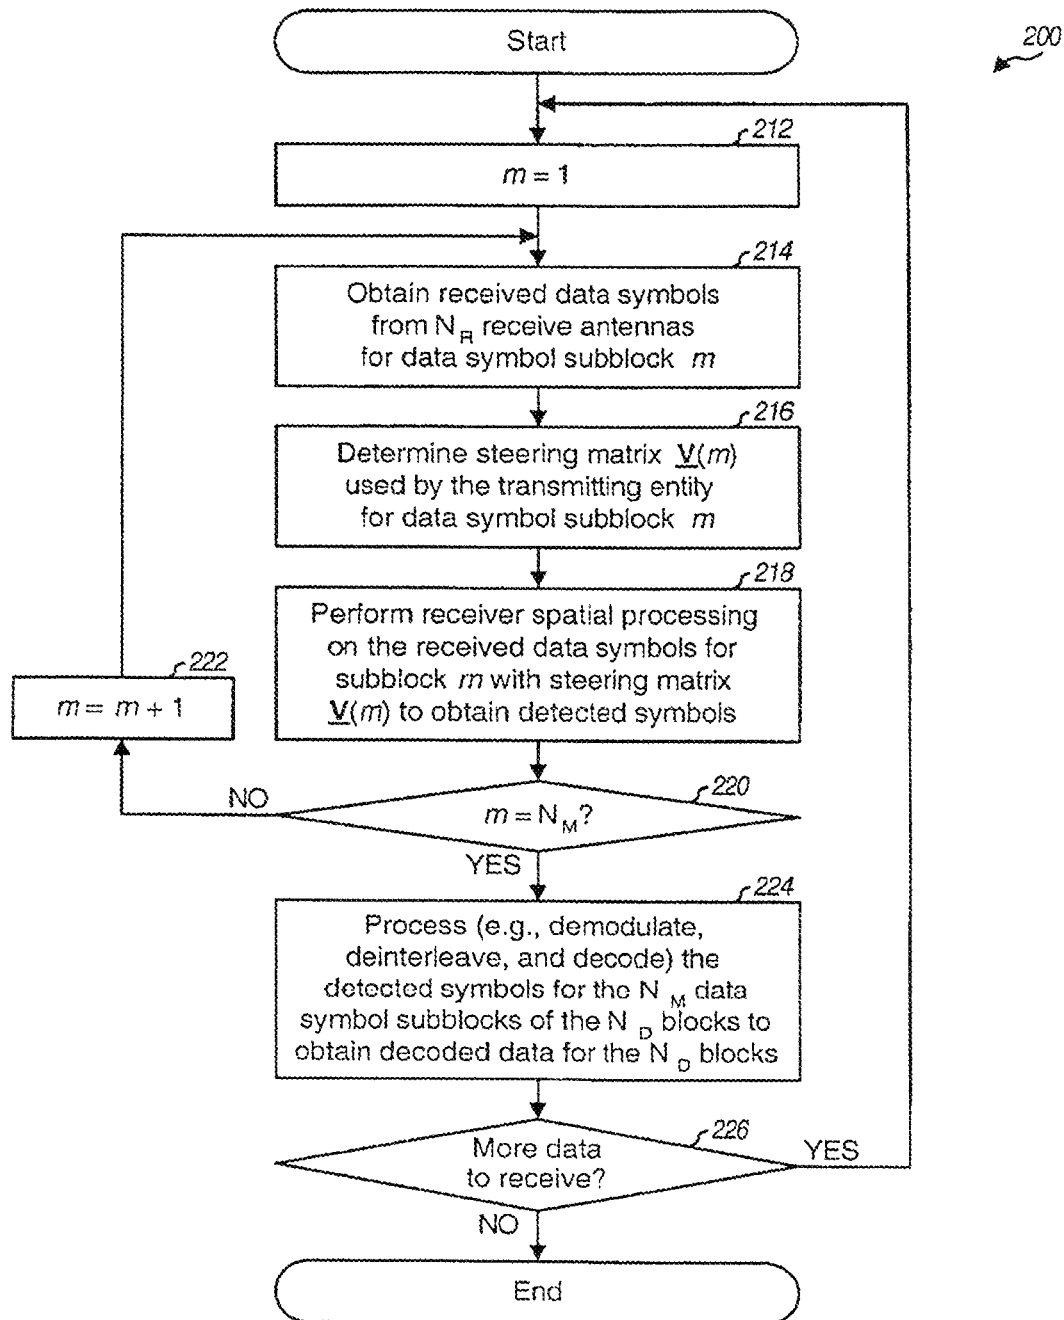 Start
200
212
m = 1
214
Obtain received data symbols
from N_R receive antennas
for data symbol subblock m
216
Determine steering matrix V(m)
used by the transmitting entity
for data symbol subblock m
218
Perform receiver spatial processing
on the received data symbols for
subblock m with steering matrix
V(m) to obtain detected symbols
222
m = m + 1
220
NO
m = N_M?
YES
224
Process (e.g., demodulate,
deinterleave, and decode) the
detected symbols for the N_M data
symbol subblocks of the N_D blocks to
obtain decoded data for the N_D blocks
226
More data
to receive?
YES
NO
End